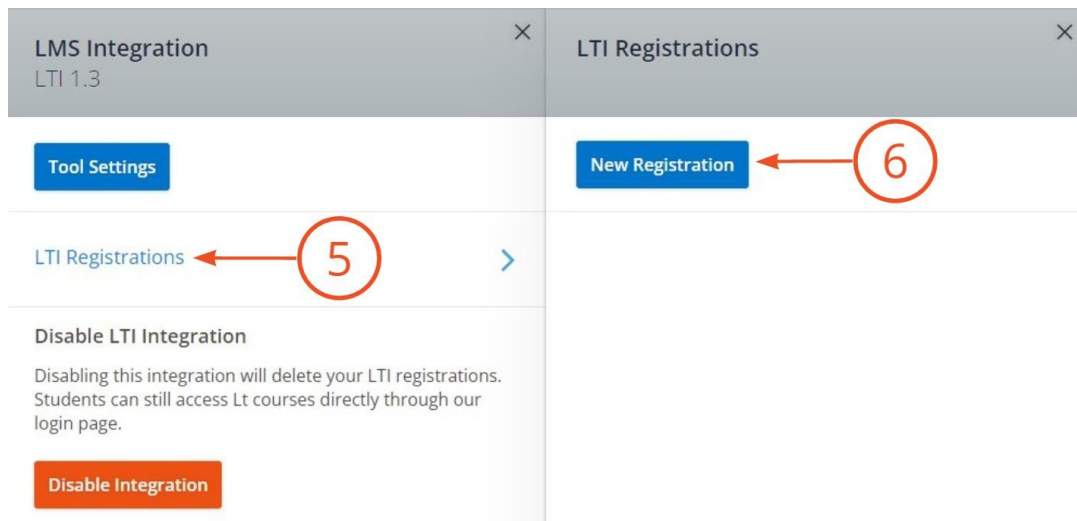 LMS Integration
LTI 1.3
Tool Settings
LTI Registrations
5
Disable LTI Integration
Disabling this integration will delete your LTI registrations.
Students can still access Lt courses directly through our
login page.
Disable Integration
LTI Registrations
New Registration
6